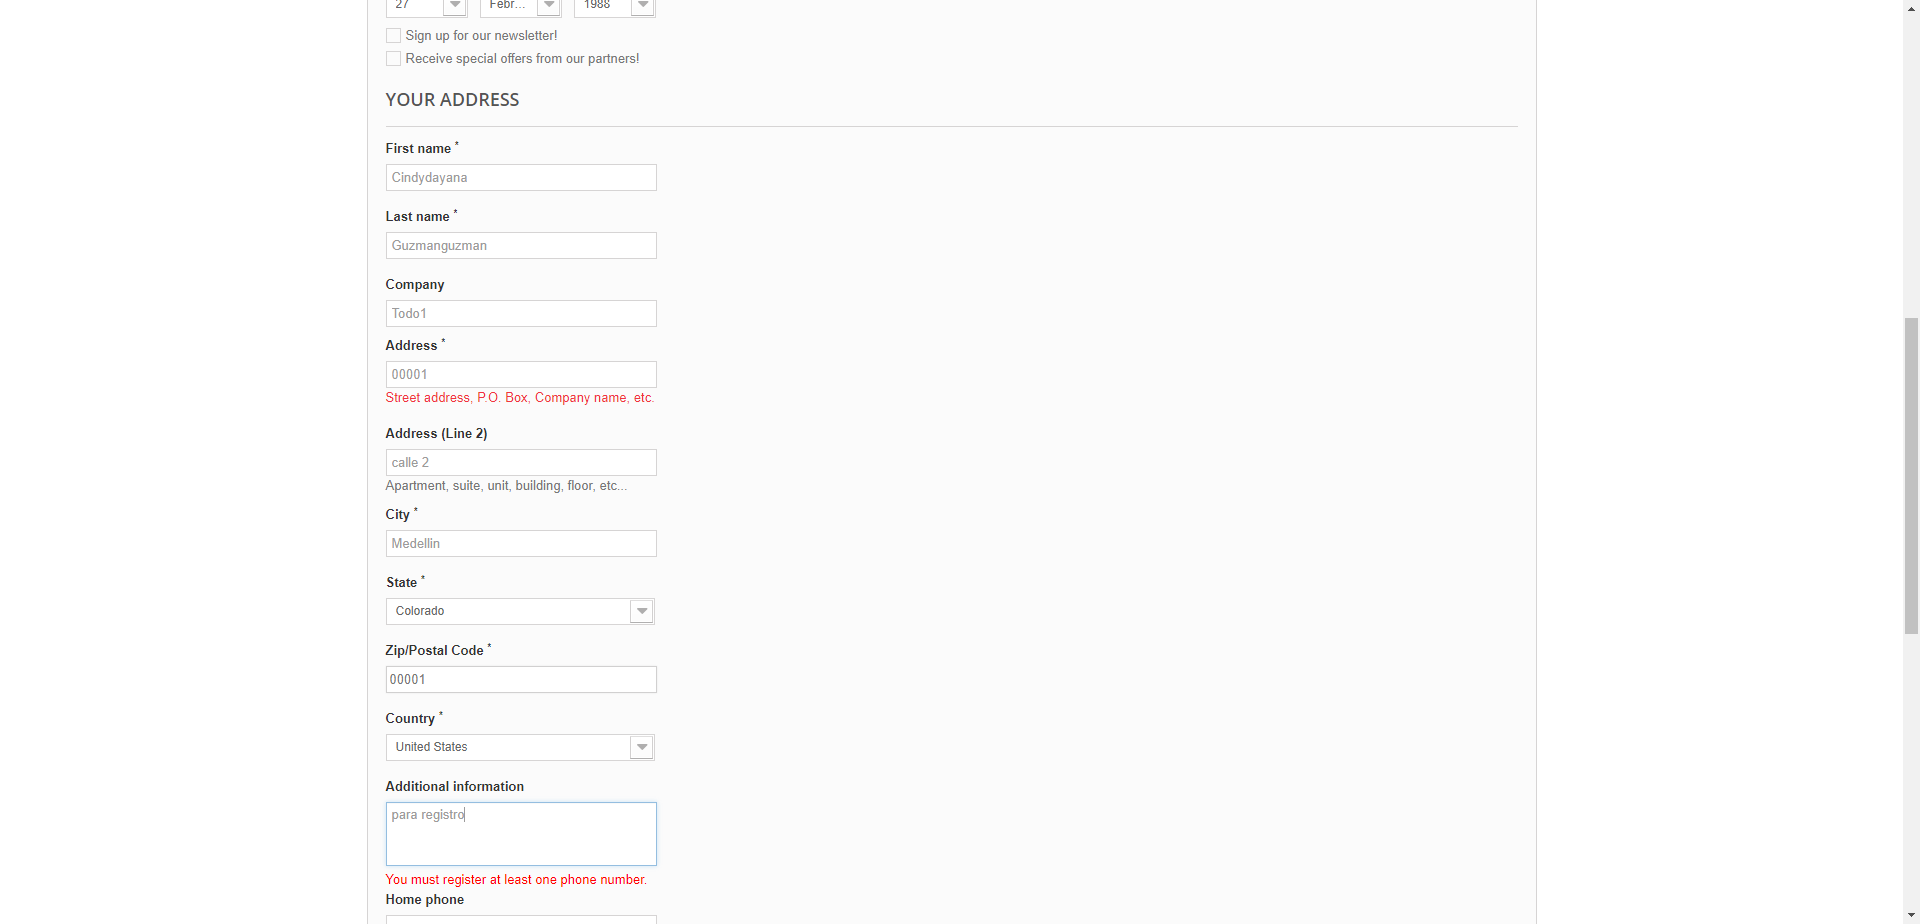 27 Febr... 1988
Sign up for our newsletter!
Receive special offers from our partners!
YOUR ADDRESS
First name *
Cindydayana
Last name *
Guzmanguzman
Company
Todo1
Address *
00001
Street address, P.O. Box, Company name, etc.
Address (Line 2)
calle 2
Apartment, suite, unit, building, floor, etc...
City *
Medellin
State *
Colorado
Zip/Postal Code *
00001
Country *
United States
Additional information
para registro
You must register at least one phone number.
Home phone